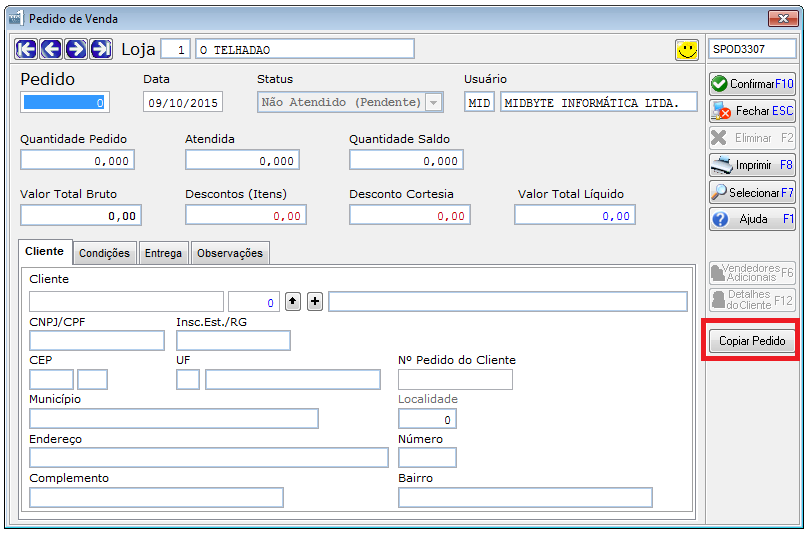 Pedido de Venda
Loja 1 O TELHADAO SPOD3307
Pedido Data Status Usuário
0 09/10/2015 Não Atendido (Pendente) MID MIDBYTE INFORMÁTICA LTDA.
Quantidade Pedido Atendida Quantidade Saldo
0,000 0,000 0,000
Valor Total Bruto Descontos (Itens) Desconto Cortesia Valor Total Líquido
0,00 0,00 0,00 0,00
Cliente Condições Entrega Observações
Cliente
0
CNPJ/CPF Insc.Est./RG
CEP UF Nº Pedido do Cliente
Município Localidade
0
Endereço Número
Complemento Bairro
Confirmar F10
Fechar ESC
Eliminar F2
Imprimir F8
Selecionar F7
Ajuda F1
Vendedores
Adicionais F6
Detalhes
do Cliente F12
Copiar Pedido